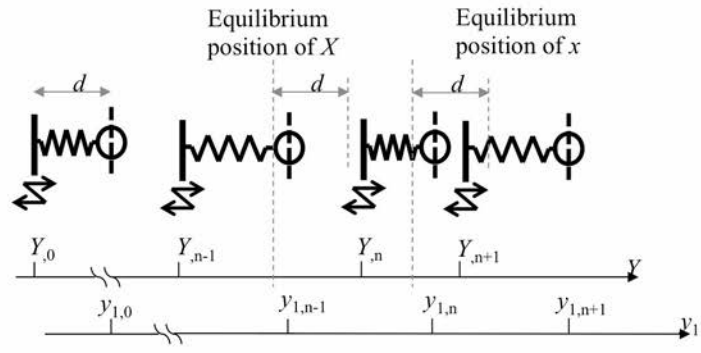 Equilibrium position of X
Equilibrium position of x
d
d
d
Y,0
Y,n-1
Y,n
Y,n+1
Y
y1,0
y1,n-1
y1,n
y1,n+1
y1